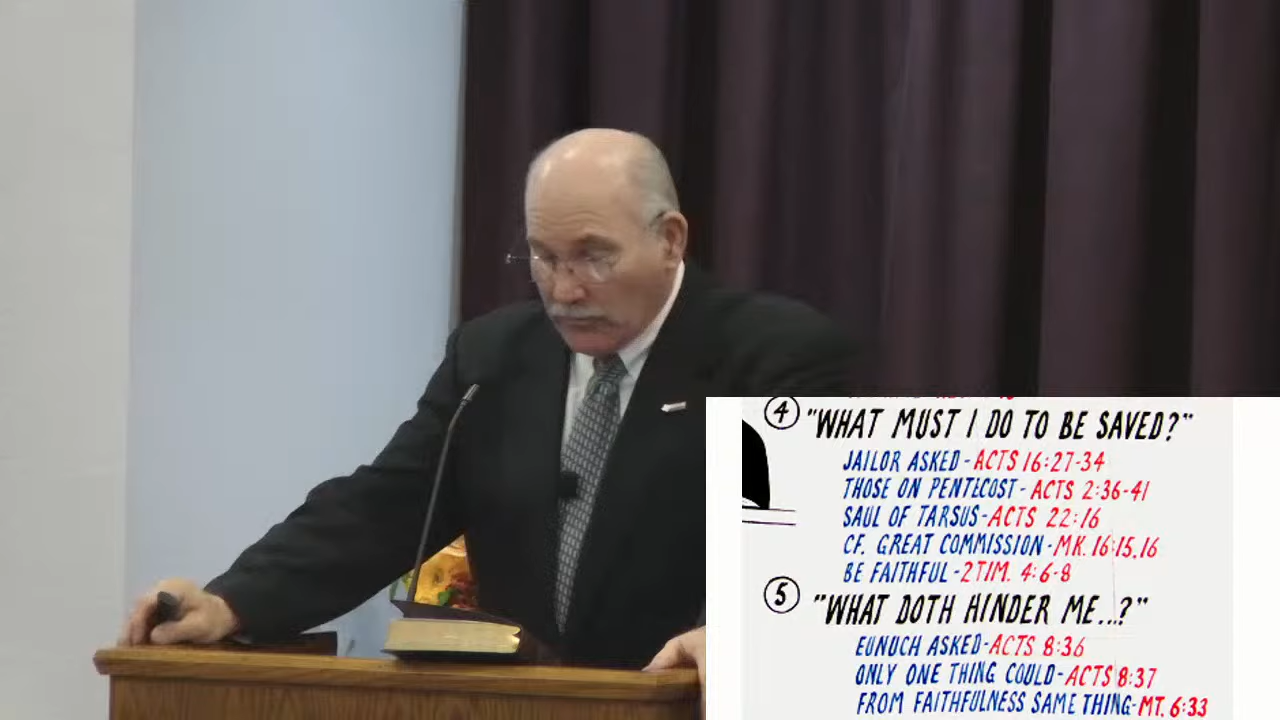 ④ "WHAT MUST I DO TO BE SAVED?"
JAILOR ASKED - ACTS 16:27-34
THOSE ON PENTECOST - ACTS 2:36-41
SAUL OF TARSUS - ACTS 22:16
CF. GREAT COMMISSION - MK. 16:15,16
BE FAITHFUL - 2TIM. 4:6-8
⑤ "WHAT DOTH HINDER ME...?"
EUNUCH ASKED - ACTS 8:36
ONLY ONE THING COULD - ACTS 8:37
FROM FAITHFULNESS SAME THING - MT. 6:33